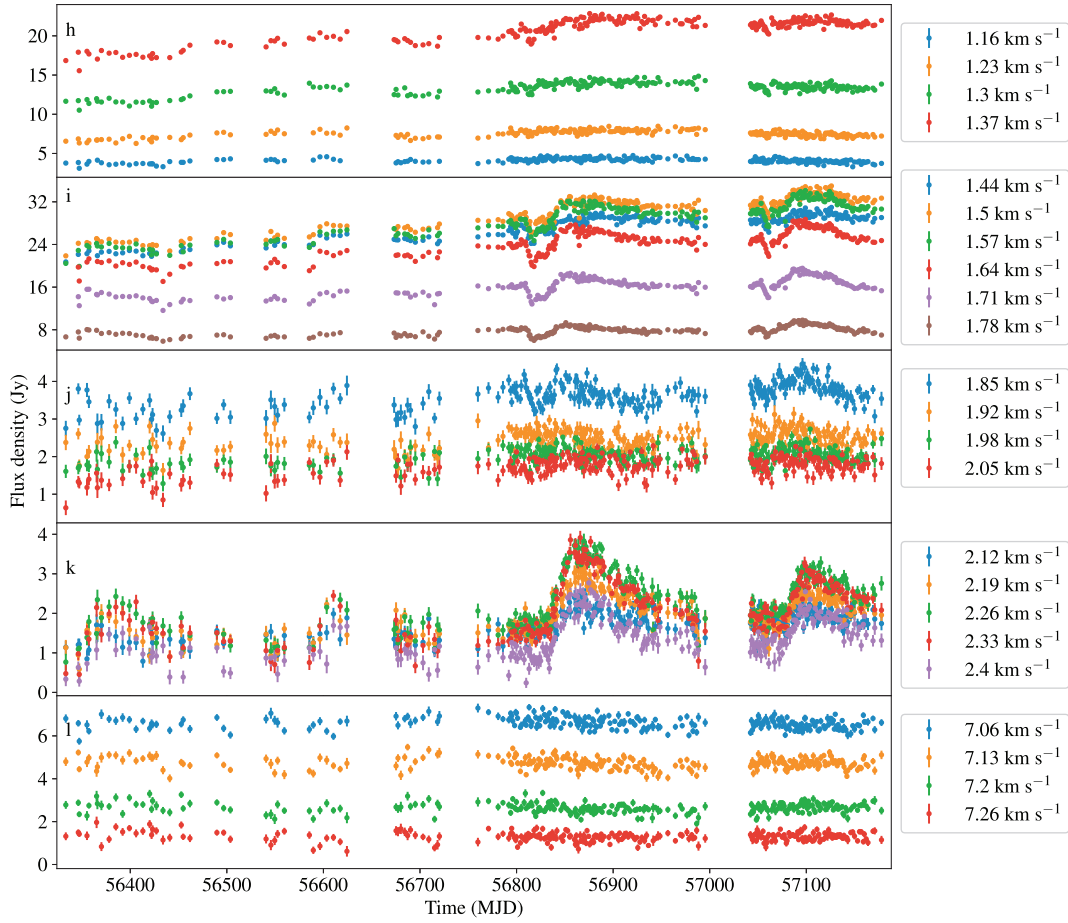 h
20
15
10
5
1.16 km s⁻¹
1.23 km s⁻¹
1.3 km s⁻¹
1.37 km s⁻¹
i
32
24
16
8
1.44 km s⁻¹
1.5 km s⁻¹
1.57 km s⁻¹
1.64 km s⁻¹
1.71 km s⁻¹
1.78 km s⁻¹
Flux density (Jy)
j
4
3
2
1
1.85 km s⁻¹
1.92 km s⁻¹
1.98 km s⁻¹
2.05 km s⁻¹
k
4
3
2
1
0
2.12 km s⁻¹
2.19 km s⁻¹
2.26 km s⁻¹
2.33 km s⁻¹
2.4 km s⁻¹
l
6
4
2
0
7.06 km s⁻¹
7.13 km s⁻¹
7.2 km s⁻¹
7.26 km s⁻¹
56400 56500 56600 56700 56800 56900 57000 57100
Time (MJD)